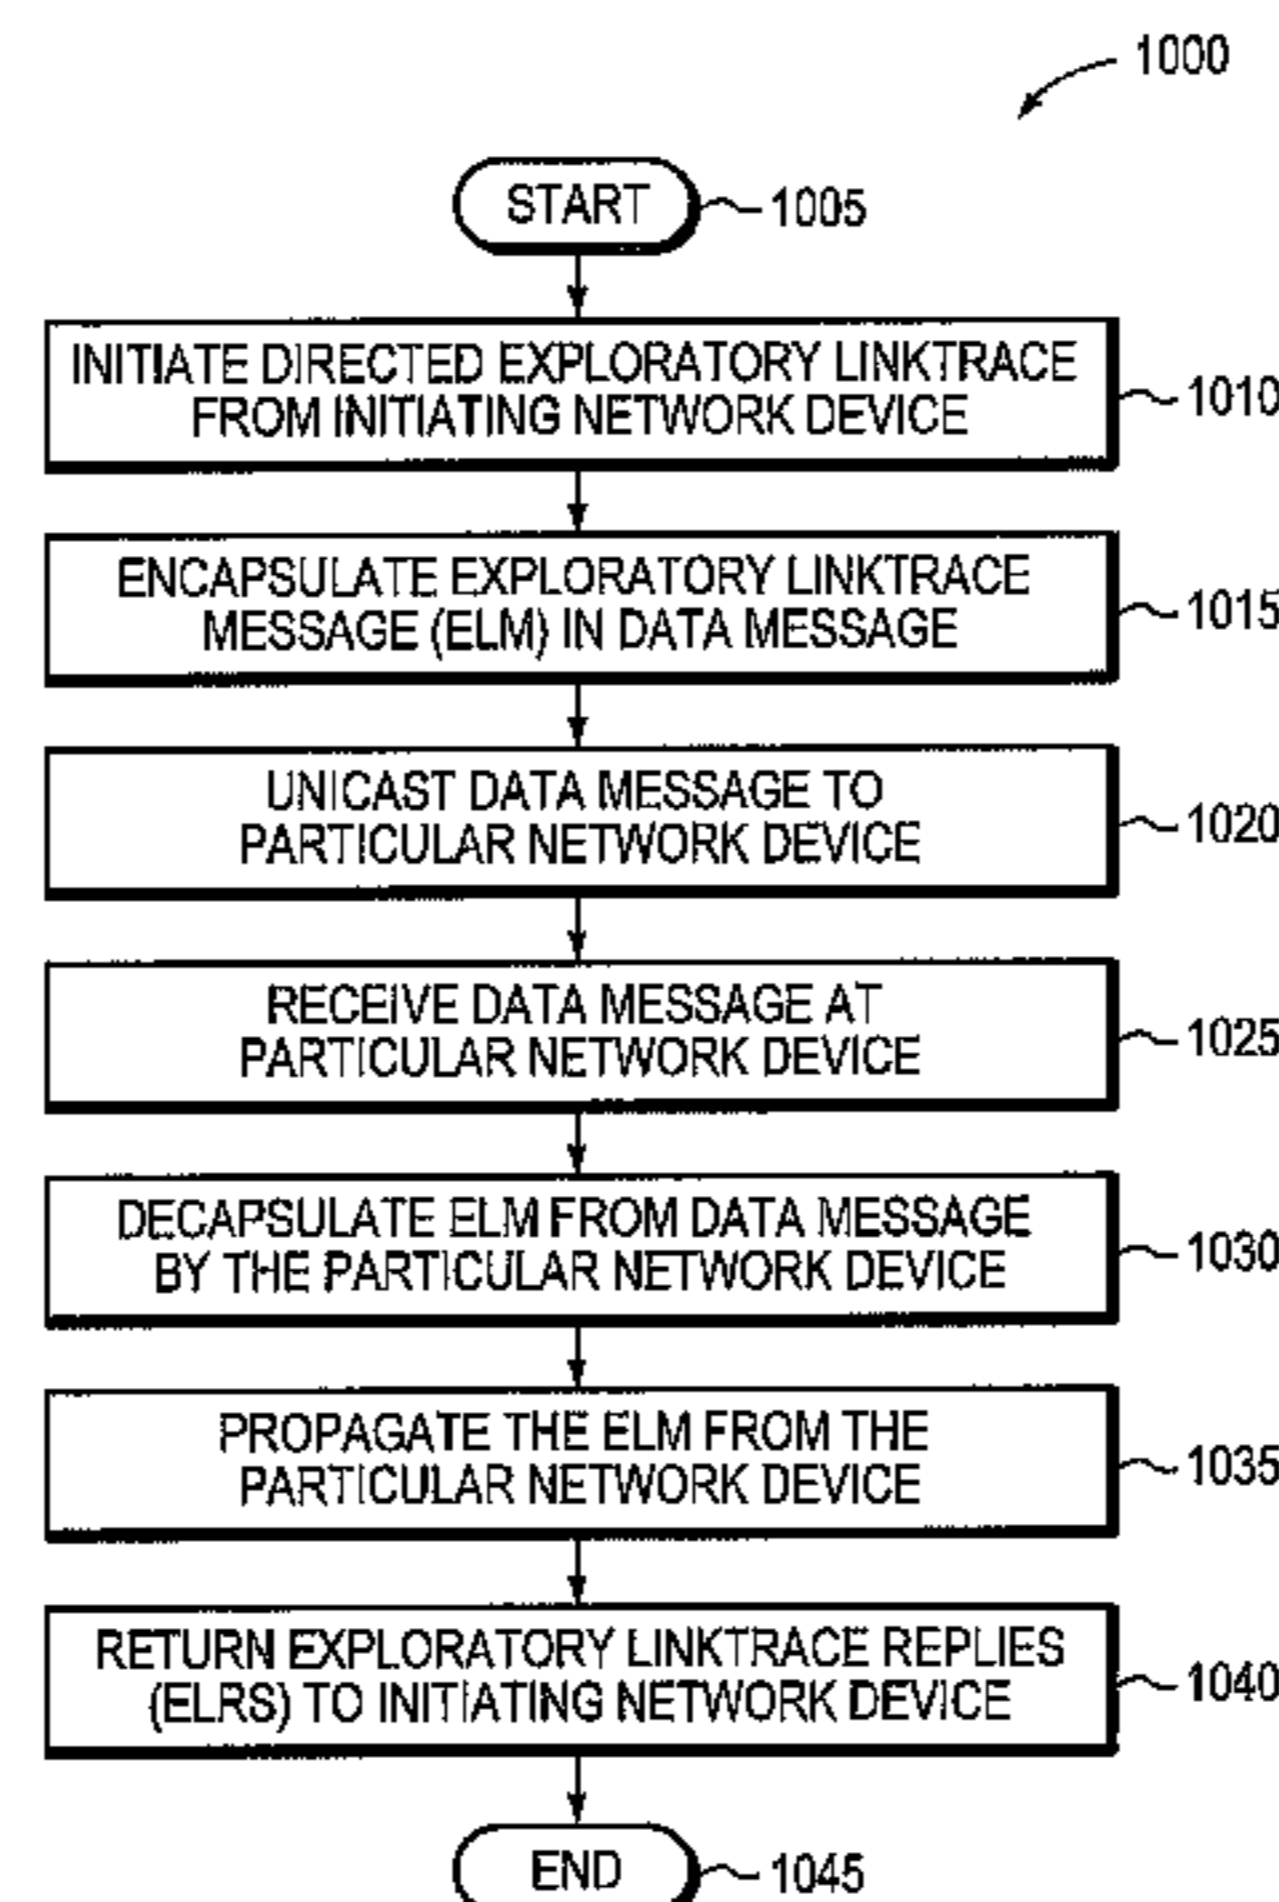 1000
START
1005
INITIATE DIRECTED EXPLORATORY LINKTRACE
FROM INITIATING NETWORK DEVICE
1010
ENCAPSULATE EXPLORATORY LINKTRACE
MESSAGE (ELM) IN DATA MESSAGE
1015
UNICAST DATA MESSAGE TO
PARTICULAR NETWORK DEVICE
1020
RECEIVE DATA MESSAGE AT
PARTICULAR NETWORK DEVICE
1025
DECAPSULATE ELM FROM DATA MESSAGE
BY THE PARTICULAR NETWORK DEVICE
1030
PROPAGATE THE ELM FROM THE
PARTICULAR NETWORK DEVICE
1035
RETURN EXPLORATORY LINKTRACE REPLIES
(ELRS) TO INITIATING NETWORK DEVICE
1040
END
1045